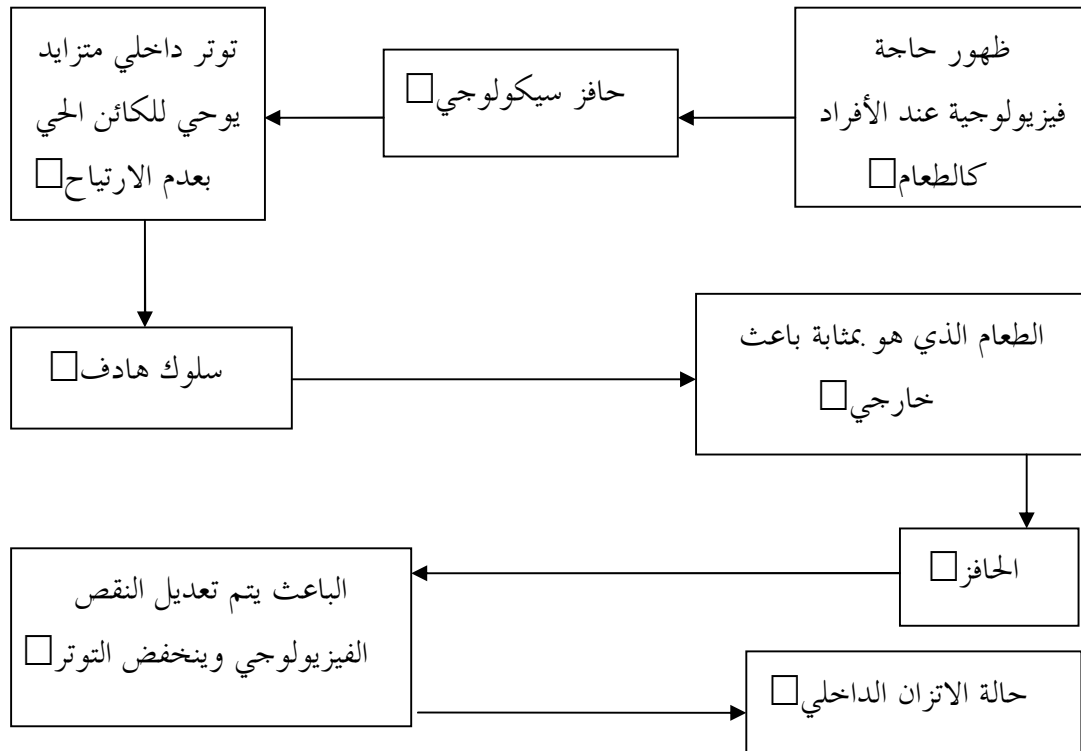 ظهور حاجة
فيزيولوجية عند الأفراد
كالطعام□
حافز سيكولوجي□
توتر داخلي متزايد
يوحي للكائن الحي
بعدم الارتياح□
سلوك هادف□
الطعام الذي هو بمثابة باعث
خارجي□
الحافز□
الباعث يتم تعديل النقص
الفيزيولوجي وينخفض التوتر□
حالة الاتزان الداخلي□